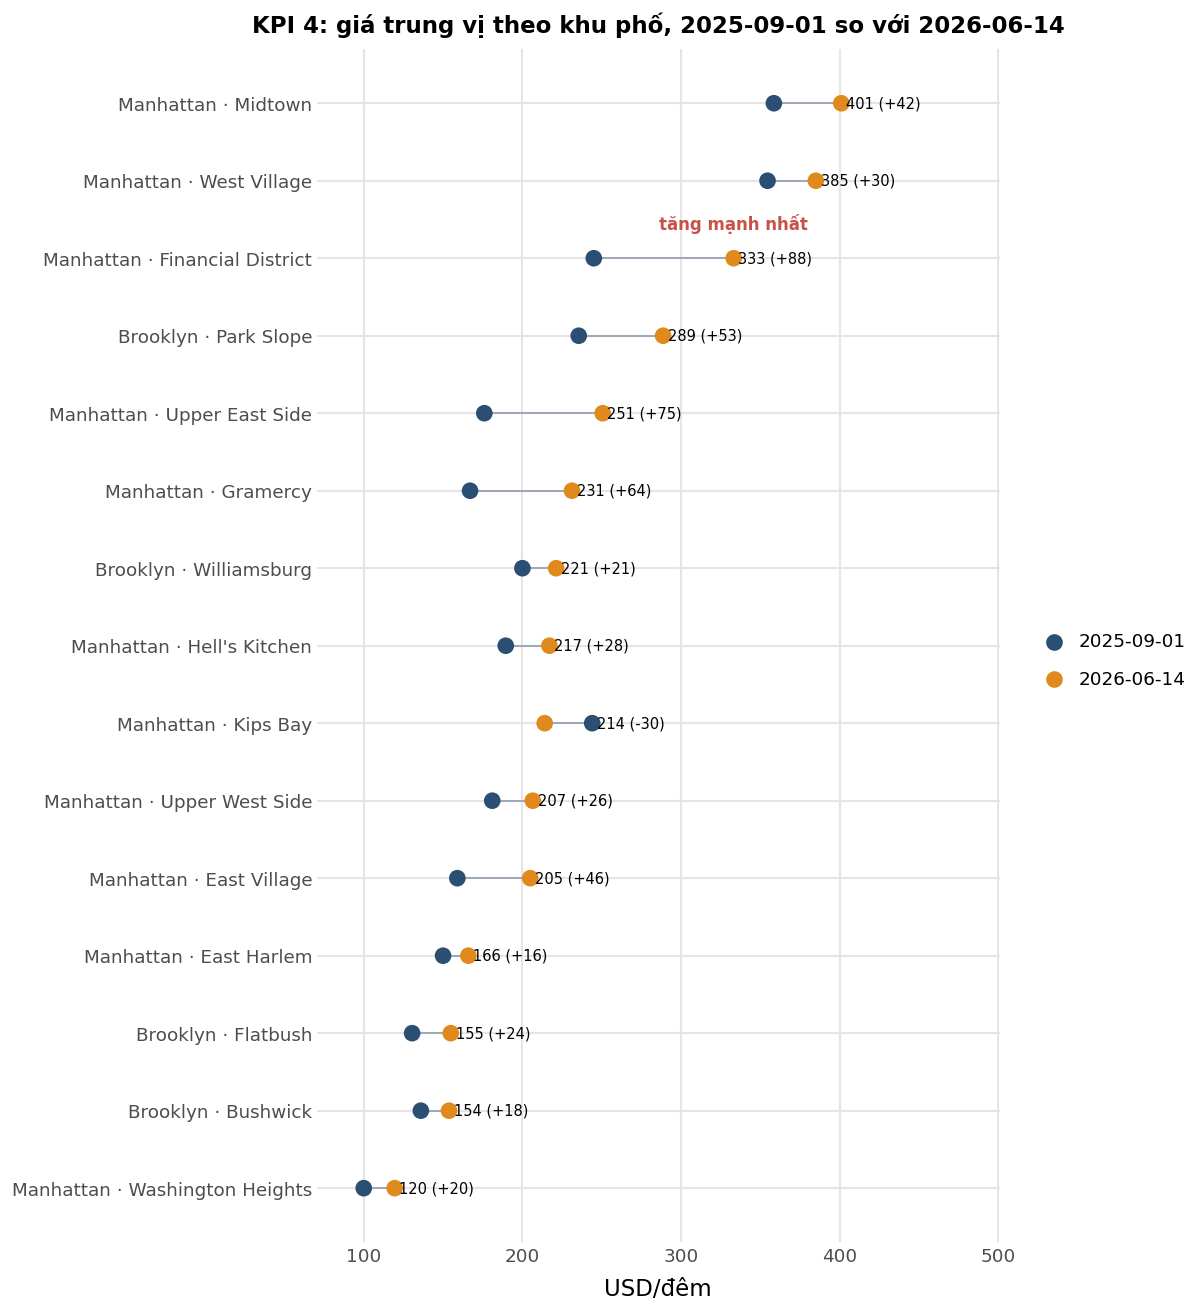 KPI 4: giá trung vị theo khu phố, 2025-09-01 so với 2026-06-14
Manhattan · Midtown
401 (+42)
Manhattan · West Village
385 (+30)
tăng mạnh nhất
Manhattan · Financial District
333 (+88)
Brooklyn · Park Slope
289 (+53)
Manhattan · Upper East Side
251 (+75)
Manhattan · Gramercy
231 (+64)
Brooklyn · Williamsburg
221 (+21)
Manhattan · Hell's Kitchen
217 (+28)
2025-09-01
2026-06-14
Manhattan · Kips Bay
214 (-30)
Manhattan · Upper West Side
207 (+26)
Manhattan · East Village
205 (+46)
Manhattan · East Harlem
166 (+16)
Brooklyn · Flatbush
155 (+24)
Brooklyn · Bushwick
154 (+18)
Manhattan · Washington Heights
120 (+20)
100 200 300 400 500
USD/đêm